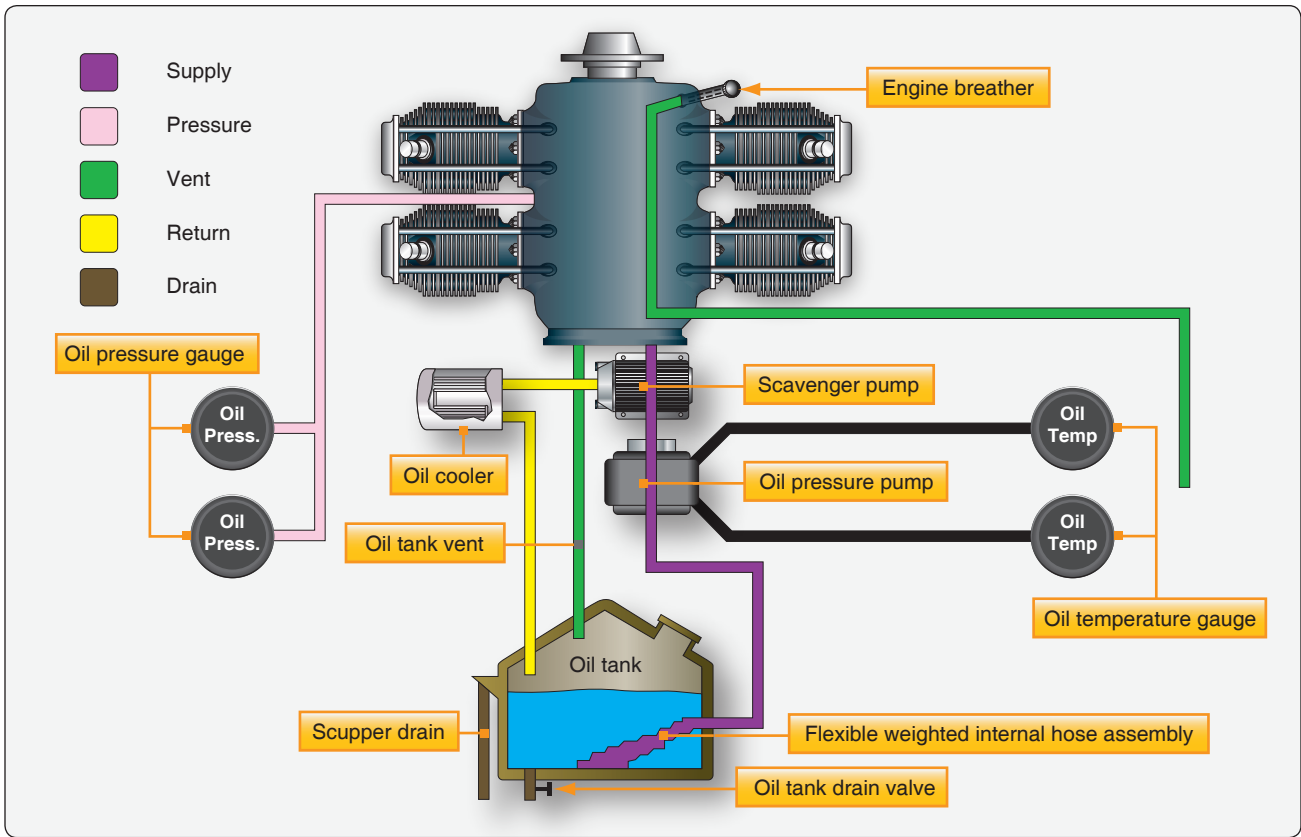 Supply
Pressure
Vent
Return
Drain
Engine breather
Oil pressure gauge
Oil
Press.
Oil
Press.
Scavenger pump
Oil cooler
Oil pressure pump
Oil
Temp
Oil
Temp
Oil tank vent
Oil temperature gauge
Oil tank
Scupper drain
Flexible weighted internal hose assembly
Oil tank drain valve